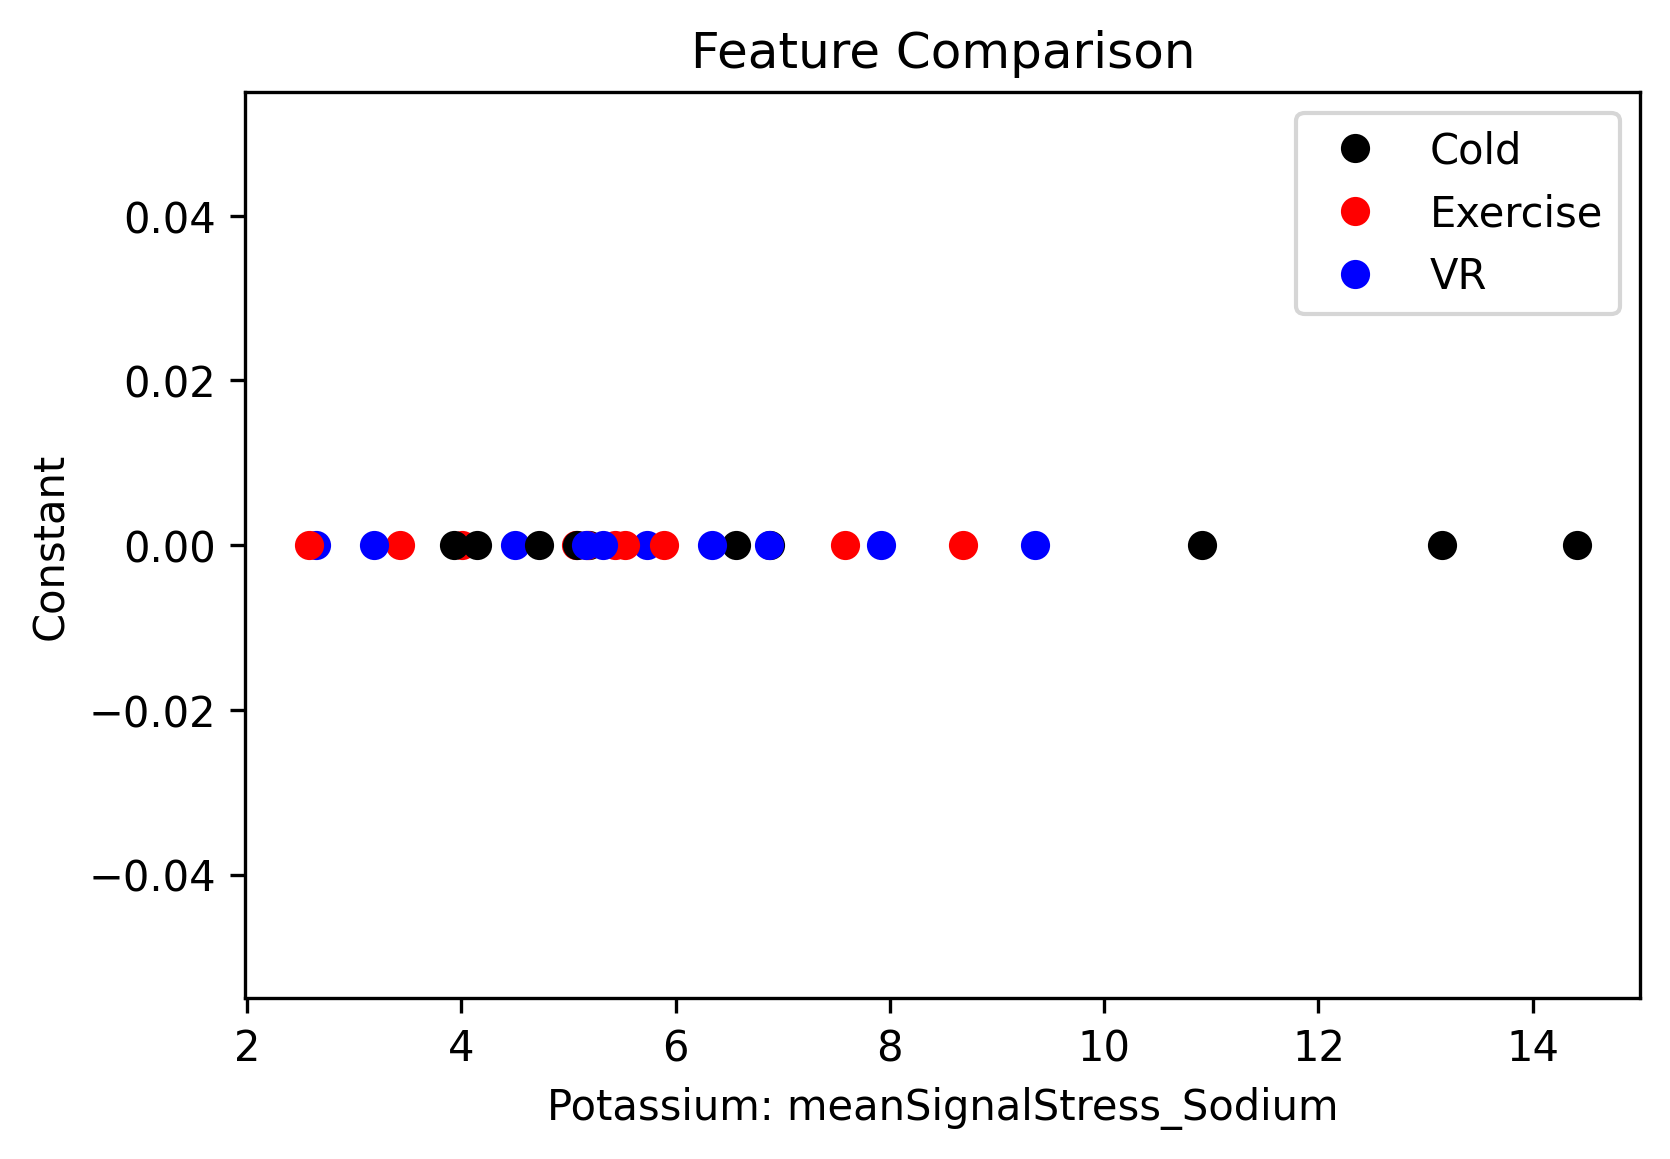 Feature Comparison
Cold
Exercise
VR
0.04
0.02
0.00
−0.02
−0.04
Constant
2 4 6 8 10 12 14
Potassium: meanSignalStress_Sodium